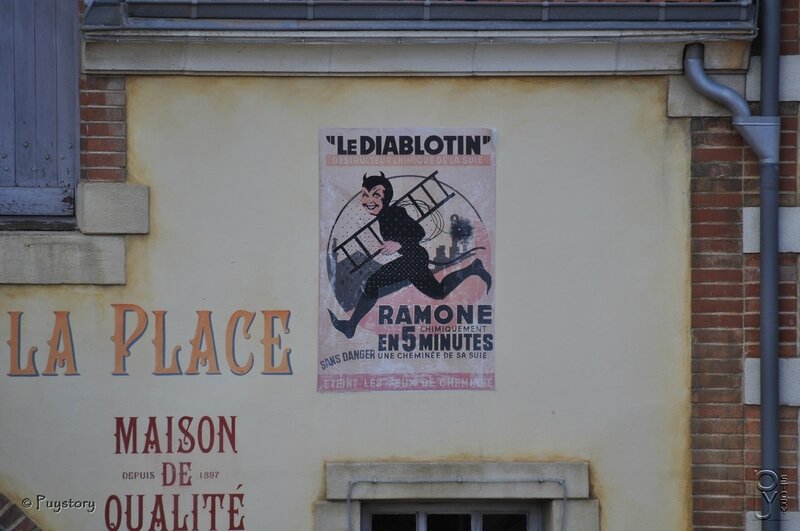 "LE DIABLOTIN"
DESTRUCTEUR CHIMIQUE DE LA SUIE
RAMONE
CHIMIQUEMENT
EN 5 MINUTES
SANS DANGER UNE CHEMINÉE DE SA SUIE
ÉTEINT LES FEUX DE CHEMINÉE
LA PLACE
MAISON
DEPUIS DE 1897
QUALITÉ
© Puystory